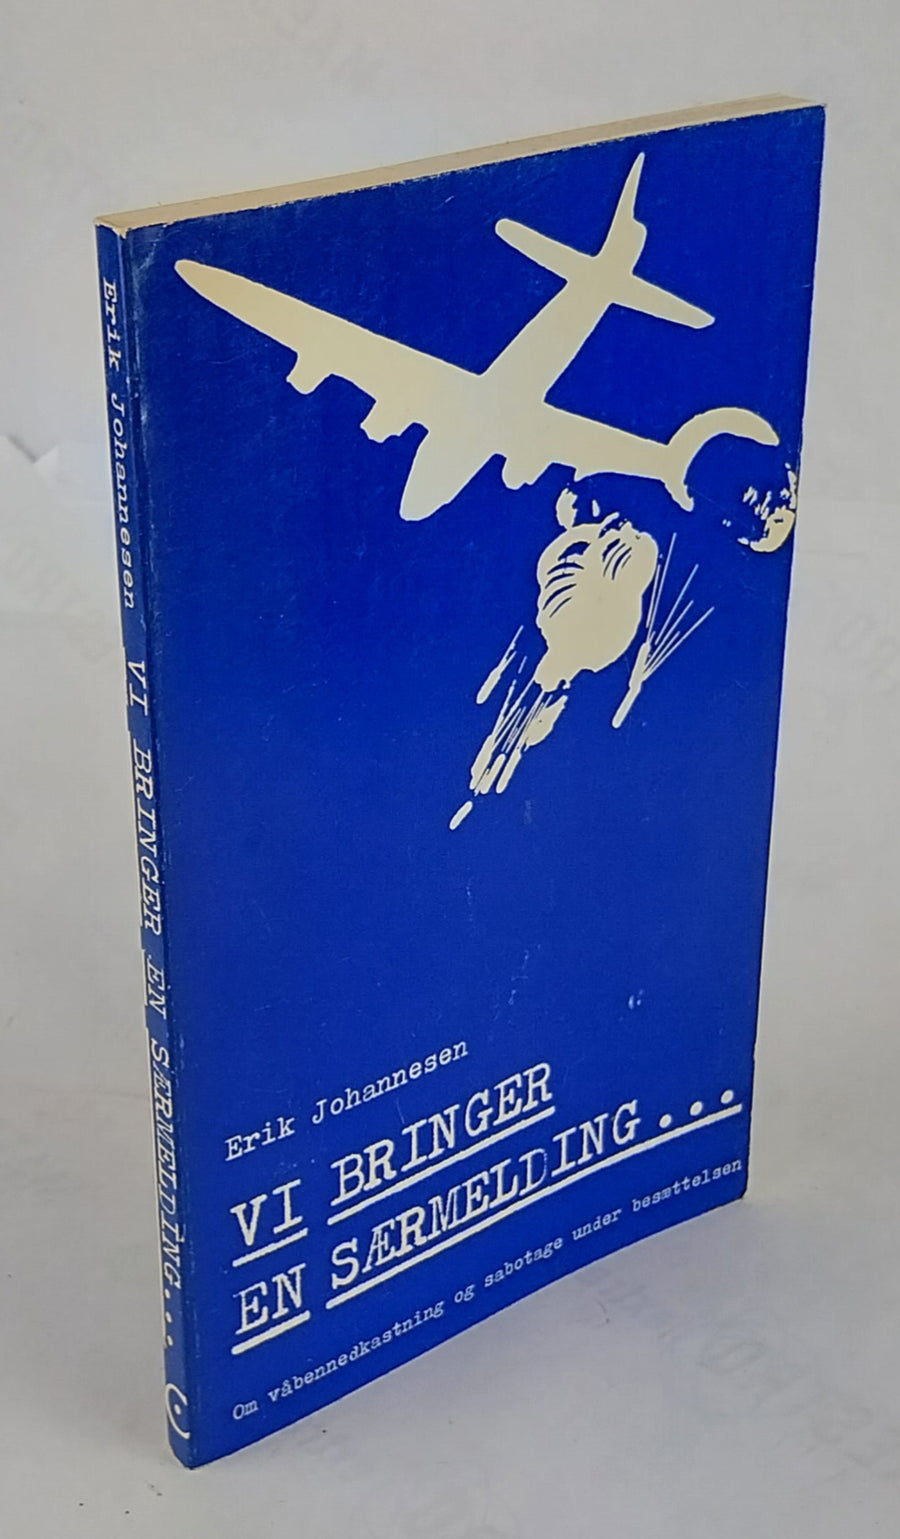 Erik Johannesen VI BRINGER EN SÆRMELDING...
Erik Johannesen
VI BRINGER
EN SÆRMELDING...
Om våbennedkastning og sabotage under besættelsen